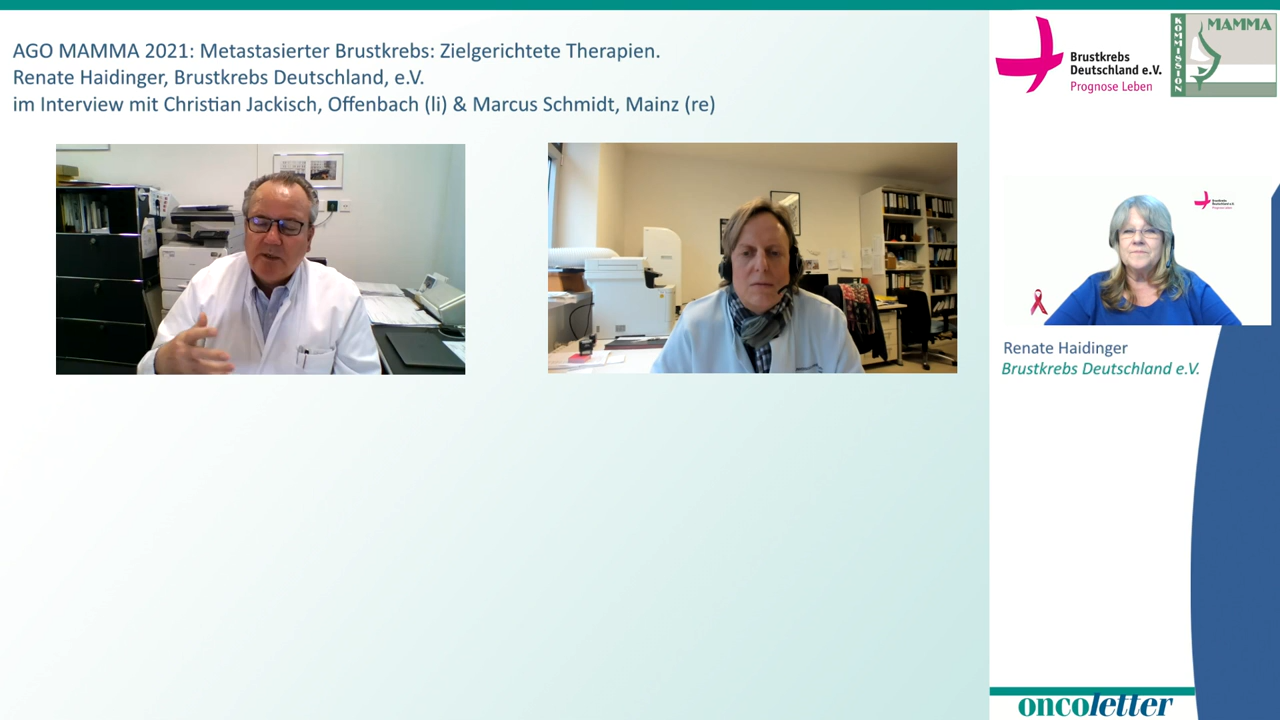 AGO MAMMA 2021: Metastasierter Brustkrebs: Zielgerichtete Therapien.
Renate Haidinger, Brustkrebs Deutschland, e.V.
im Interview mit Christian Jackisch, Offenbach (li) & Marcus Schmidt, Mainz (re)
Brustkrebs
Deutschland e.V.
Prognose Leben
KOMMISSION
MAMMA
Renate Haidinger
Brustkrebs Deutschland e.V.
oncoletter